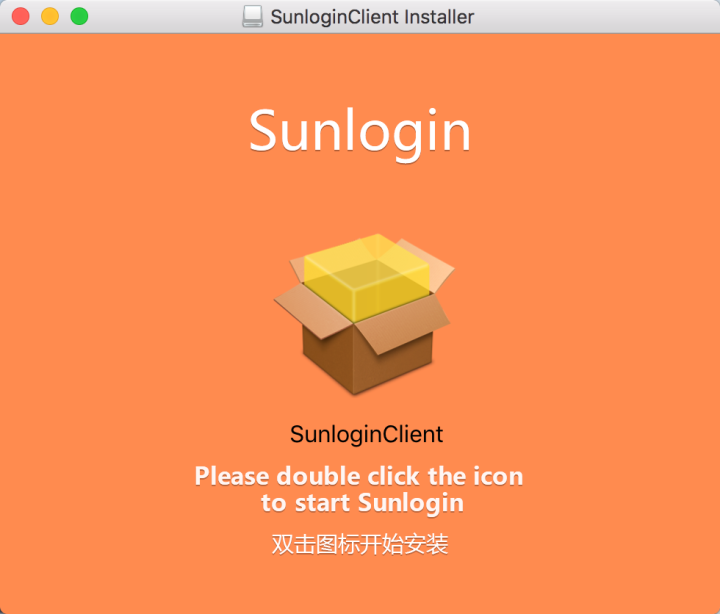 SunloginClient Installer
Sunlogin
SunloginClient
Please double click the icon
to start Sunlogin
双击图标开始安装